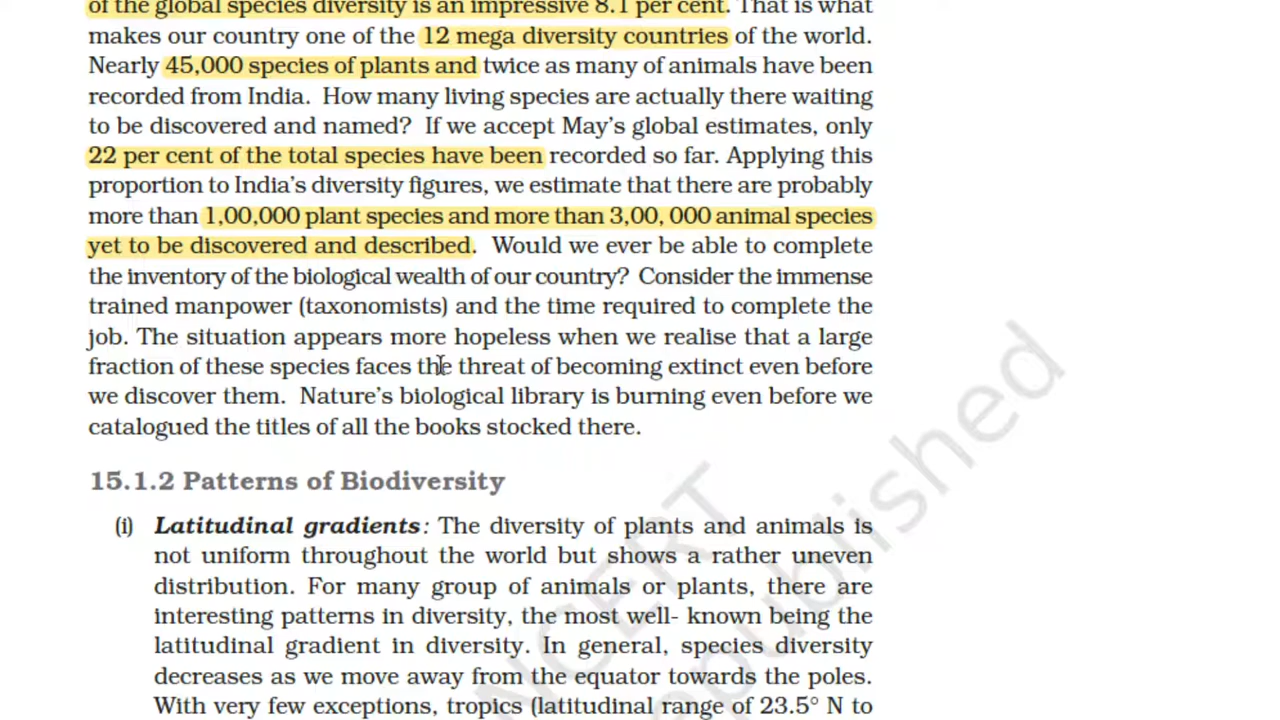 of the global species diversity is an impressive 8.1 per cent. That is what
makes our country one of the 12 mega diversity countries of the world.
Nearly 45,000 species of plants and twice as many of animals have been
recorded from India. How many living species are actually there waiting
to be discovered and named? If we accept May's global estimates, only
22 per cent of the total species have been recorded so far. Applying this
proportion to India's diversity figures, we estimate that there are probably
more than 1,00,000 plant species and more than 3,00, 000 animal species
yet to be discovered and described. Would we ever be able to complete
the inventory of the biological wealth of our country? Consider the immense
trained manpower (taxonomists) and the time required to complete the
job. The situation appears more hopeless when we realise that a large
fraction of these species faces the threat of becoming extinct even before
we discover them. Nature's biological library is burning even before we
catalogued the titles of all the books stocked there.
15.1.2 Patterns of Biodiversity
(i) Latitudinal gradients: The diversity of plants and animals is
not uniform throughout the world but shows a rather uneven
distribution. For many group of animals or plants, there are
interesting patterns in diversity, the most well- known being the
latitudinal gradient in diversity. In general, species diversity
decreases as we move away from the equator towards the poles.
With very few exceptions, tropics (latitudinal range of 23.5° N to
NCERT
republished